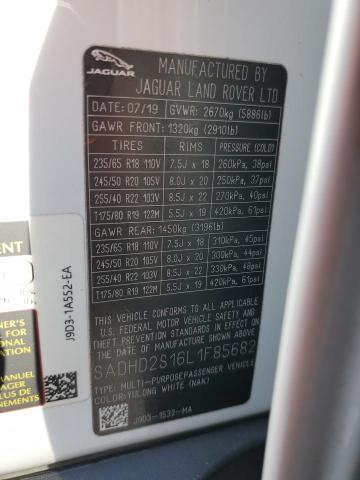 JAGUAR
MANUFACTURED BY
JAGUAR LAND ROVER LTD
DATE: 07/19 GVWR: 2670kg (5886lb)
GAWR FRONT: 1320kg (2910lb)
TIRES RIMS PRESSURE (COLD)
235/65 R18 110V 7.5J x 18 260kPa, 38psi
245/50 R20 105V 8.0J x 20 250kPa, 37psi
255/40 R22 103V 8.5J x 22 270kPa, 40psi
T175/80 R19 122M 5.5J x 19 420kPa, 61psi
GAWR REAR: 1450kg (3196lb)
235/65 R18 110V 7.5J x 18 310kPa, 45psi
245/50 R20 105V 8.0J x 20 300kPa, 44psi
255/40 R22 103V 8.5J x 22 330kPa, 48psi
T175/80 R19 122M 5.5J x 19 420kPa, 61psi
THIS VEHICLE CONFORMS TO ALL APPLICABLE
FEDERAL MOTOR VEHICLE SAFETY AND
THEFT PREVENTION STANDARDS IN EFFECT
ON THE DATE OF MANUFACTURE SHOWN ABOVE
SADHD2S16L1F85682
TYPE: MULTI-PURPOSE PASSENGER VEHICLE
COLOR: YULONG WHITE (NAK)
J9D3-1532-MA
J9D3-1A552-EA
ENT
OWNER'S
MANUAL
PLUS DE